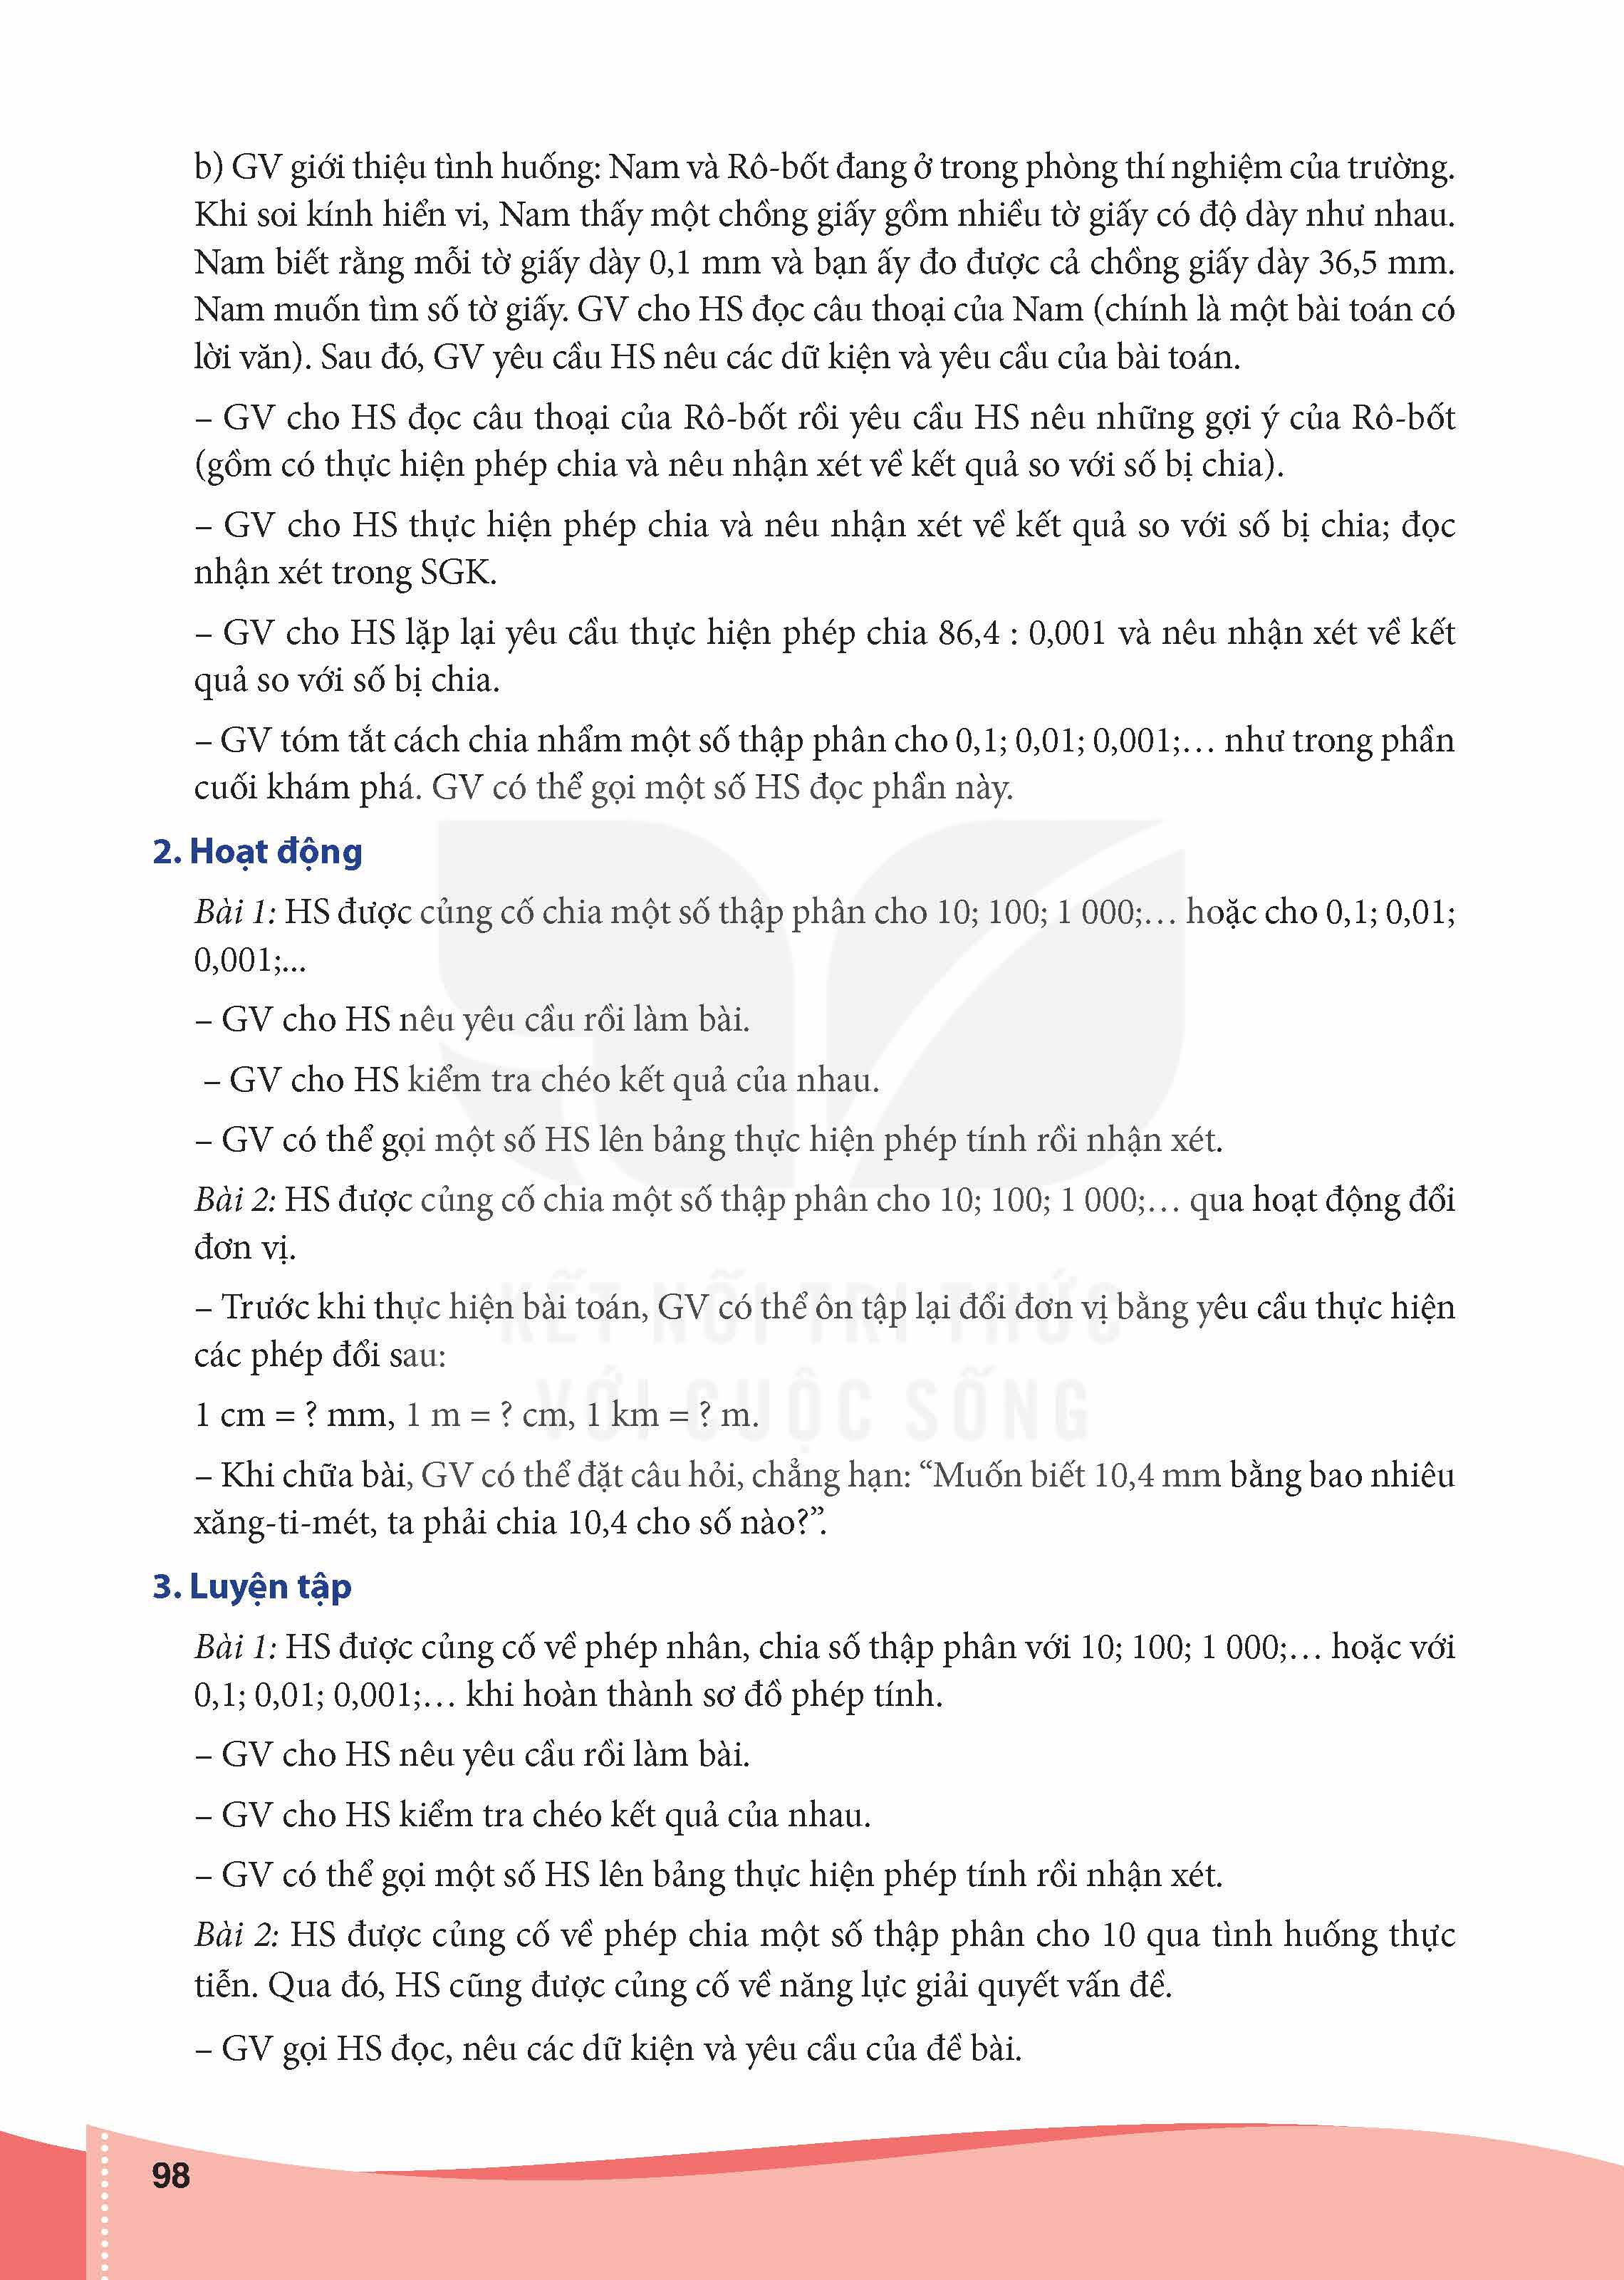 b) GV giới thiệu tình huống: Nam và Rô-bốt đang ở trong phòng thí nghiệm của trường.
Khi soi kính hiển vi, Nam thấy một chồng giấy gồm nhiều tờ giấy có độ dày như nhau.
Nam biết rằng mỗi tờ giấy dày 0,1 mm và bạn ấy đo được cả chồng giấy dày 36,5 mm.
Nam muốn tìm số tờ giấy. GV cho HS đọc câu thoại của Nam (chính là một bài toán có
lời văn). Sau đó, GV yêu cầu HS nêu các dữ kiện và yêu cầu của bài toán.
– GV cho HS đọc câu thoại của Rô-bốt rồi yêu cầu HS nêu những gợi ý của Rô-bốt
(gồm có thực hiện phép chia và nêu nhận xét về kết quả so với số bị chia).
– GV cho HS thực hiện phép chia và nêu nhận xét về kết quả so với số bị chia; đọc
nhận xét trong SGK.
– GV cho HS lặp lại yêu cầu thực hiện phép chia 86,4 : 0,001 và nêu nhận xét về kết
quả so với số bị chia.
– GV tóm tắt cách chia nhẩm một số thập phân cho 0,1; 0,01; 0,001;… như trong phần
cuối khám phá. GV có thể gọi một số HS đọc phần này.
2. Hoạt động
Bài 1: HS được củng cố chia một số thập phân cho 10; 100; 1 000;… hoặc cho 0,1; 0,01;
0,001;...
– GV cho HS nêu yêu cầu rồi làm bài.
– GV cho HS kiểm tra chéo kết quả của nhau.
– GV có thể gọi một số HS lên bảng thực hiện phép tính rồi nhận xét.
Bài 2: HS được củng cố chia một số thập phân cho 10; 100; 1 000;… qua hoạt động đổi
đơn vị.
– Trước khi thực hiện bài toán, GV có thể ôn tập lại đổi đơn vị bằng yêu cầu thực hiện
các phép đổi sau:
KẾT NỐI TRI THỨC
VỚI CUỘC SỐNG
1 cm = ? mm, 1 m = ? cm, 1 km = ? m.
– Khi chữa bài, GV có thể đặt câu hỏi, chẳng hạn: “Muốn biết 10,4 mm bằng bao nhiêu
xăng-ti-mét, ta phải chia 10,4 cho số nào?”.
3. Luyện tập
Bài 1: HS được củng cố về phép nhân, chia số thập phân với 10; 100; 1 000;… hoặc với
0,1; 0,01; 0,001;… khi hoàn thành sơ đồ phép tính.
– GV cho HS nêu yêu cầu rồi làm bài.
– GV cho HS kiểm tra chéo kết quả của nhau.
– GV có thể gọi một số HS lên bảng thực hiện phép tính rồi nhận xét.
Bài 2: HS được củng cố về phép chia một số thập phân cho 10 qua tình huống thực
tiễn. Qua đó, HS cũng được củng cố về năng lực giải quyết vấn đề.
– GV gọi HS đọc, nêu các dữ kiện và yêu cầu của đề bài.
98